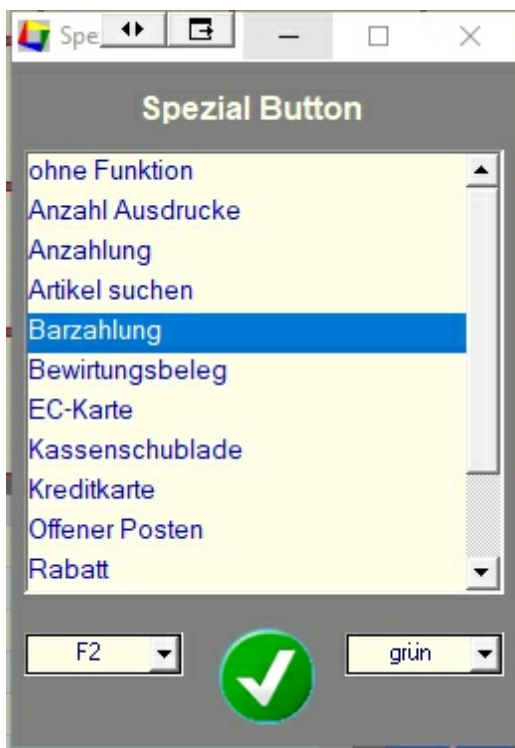 Spez
Spezial Button
ohne Funktion
Anzahl Ausdrucke
Anzahlung
Artikel suchen
Barzahlung
Bewirtungsbeleg
EC-Karte
Kassenschublade
Kreditkarte
Offener Posten
Rabatt
F2
grün